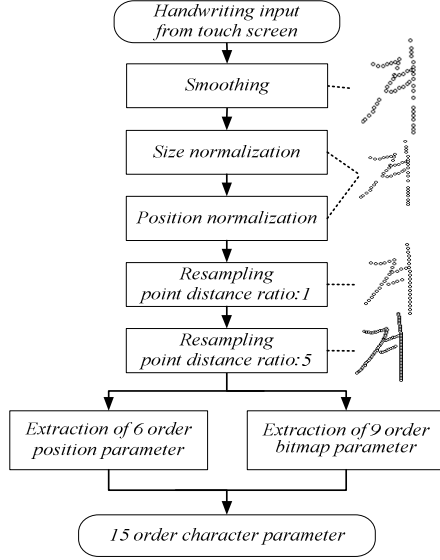 Handwriting input
from touch screen
Smoothing
Size normalization
Position normalization
Resampling
point distance ratio:1
Resampling
point distance ratio:5
Extraction of 6 order
position parameter
Extraction of 9 order
bitmap parameter
15 order character parameter